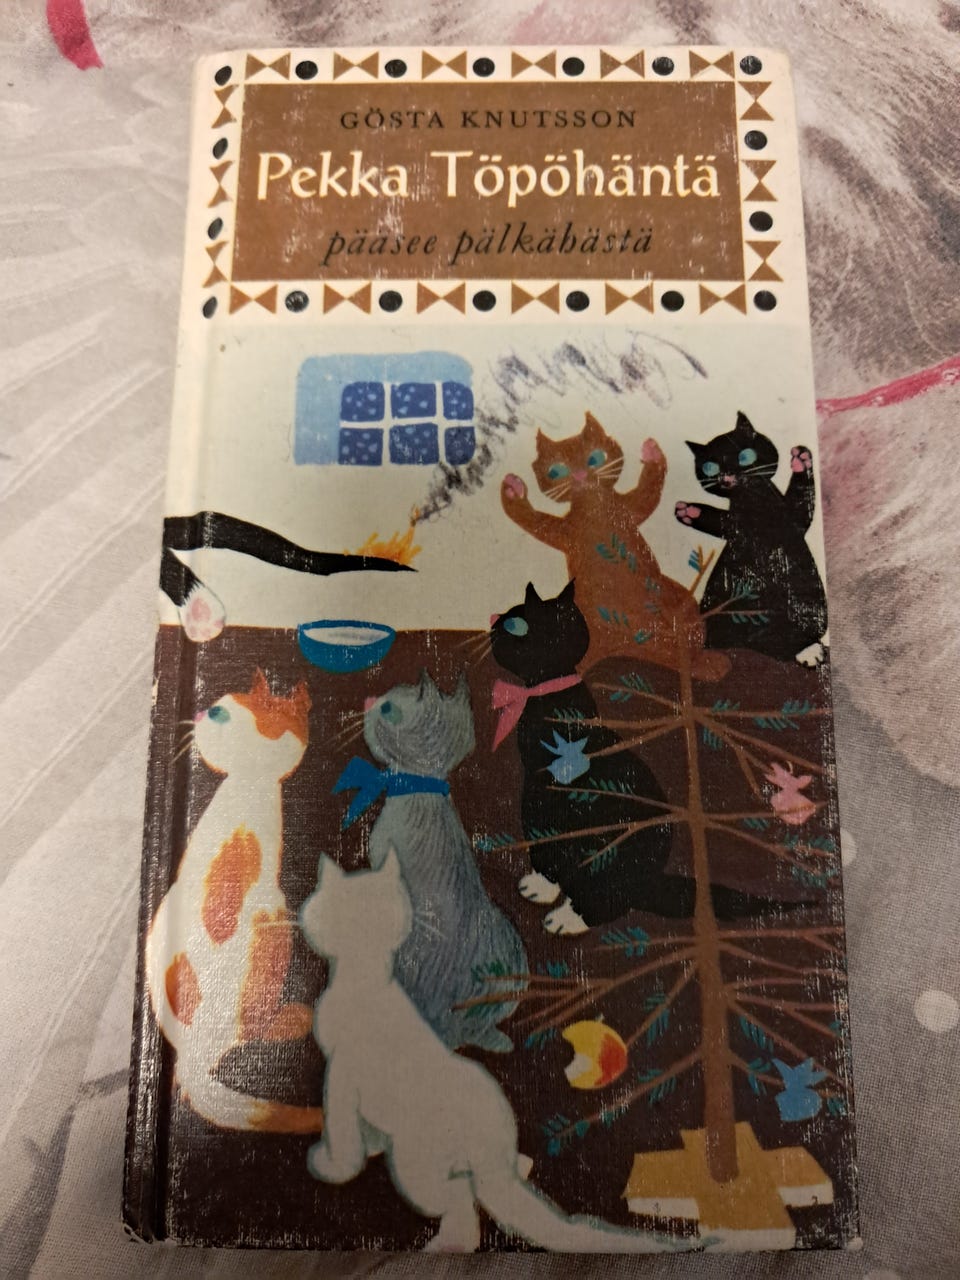 GÖSTA KNUTSSON
Pekka Töpöhäntä
pääsee pälkähästä